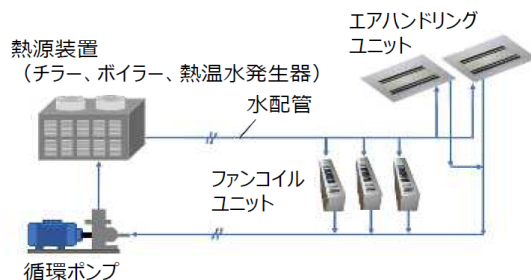 熱源装置
（チラー、ボイラー、熱温水発生器）
エアハンドリング
ユニット
水配管
ファンコイル
ユニット
循環ポンプ